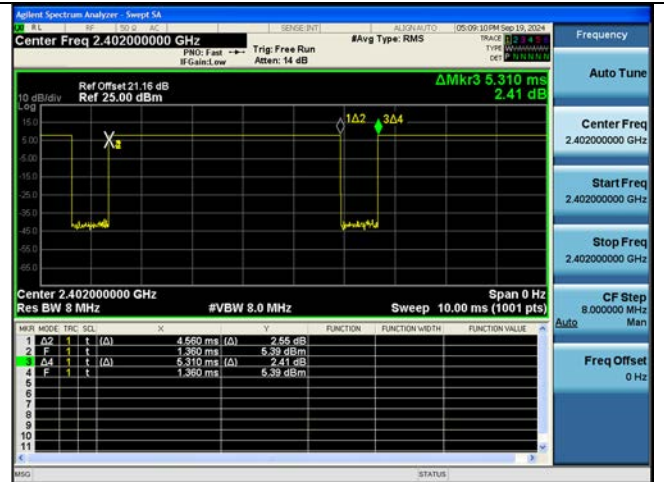 Agilent Spectrum Analyzer - Swept SA
RL RF 50 Ω AC SENSE:INT ALIGN AUTO 05:09:10 PM Sep 19, 2024
Center Freq 2.402000000 GHz
PNO: Fast
IFGain:Low
Trig: Free Run
Atten: 14 dB
#Avg Type: RMS
TRACE 1 2 3 4 5 6
TYPE
DET P N N N N N
Ref Offset 21.16 dB
10 dB/div Ref 25.00 dBm
Log
ΔMkr3 5.310 ms
2.41 dB
15.0
5.00
-5.00
-15.0
-25.0
-35.0
-45.0
-55.0
-65.0
1Δ2 3Δ4
Center 2.402000000 GHz Span 0 Hz
Res BW 8 MHz #VBW 8.0 MHz Sweep 10.00 ms (1001 pts)
MKR MODE TRC SCL X Y FUNCTION FUNCTION WIDTH FUNCTION VALUE
1 Δ2 1 t (Δ) 4.560 ms (Δ) 2.55 dB
2 F 1 t 1.360 ms 5.39 dBm
3 Δ4 1 t (Δ) 5.310 ms (Δ) 2.41 dB
4 F 1 t 1.360 ms 5.39 dBm
5
6
7
8
9
10
11
MSG STATUS
Frequency
Auto Tune
Center Freq
2.402000000 GHz
Start Freq
2.402000000 GHz
Stop Freq
2.402000000 GHz
CF Step
8.000000 MHz
Auto Man
Freq Offset
0 Hz